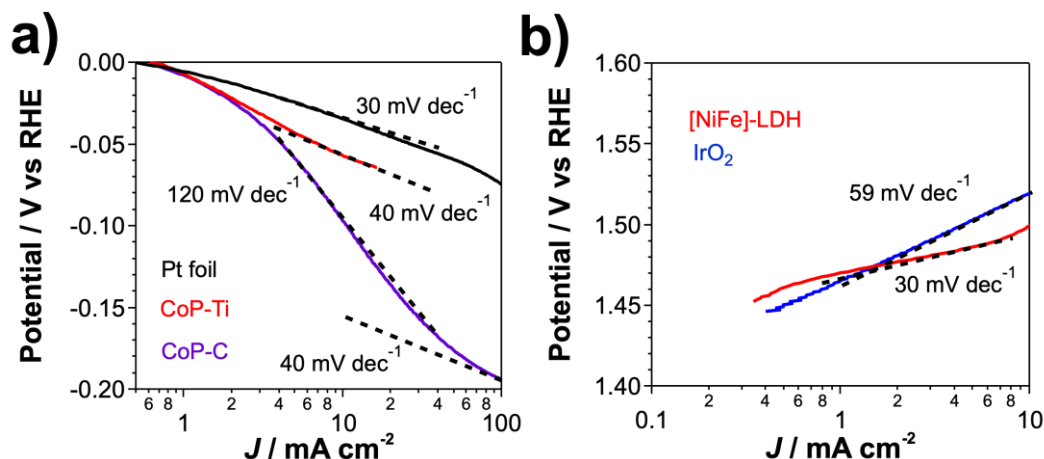 a)
Potential / V vs RHE
0.00
-0.05
-0.10
-0.15
-0.20
30 mV dec⁻¹
120 mV dec⁻¹
40 mV dec⁻¹
Pt foil
CoP-Ti
CoP-C
40 mV dec⁻¹
6 8 1 2 4 6 8 10 2 4 6 8 100
J / mA cm⁻²
b)
Potential / V vs RHE
1.60
1.55
1.50
1.45
1.40
[NiFe]-LDH
IrO₂
59 mV dec⁻¹
30 mV dec⁻¹
0.1 2 4 6 8 1 2 4 6 8 10
J / mA cm⁻²